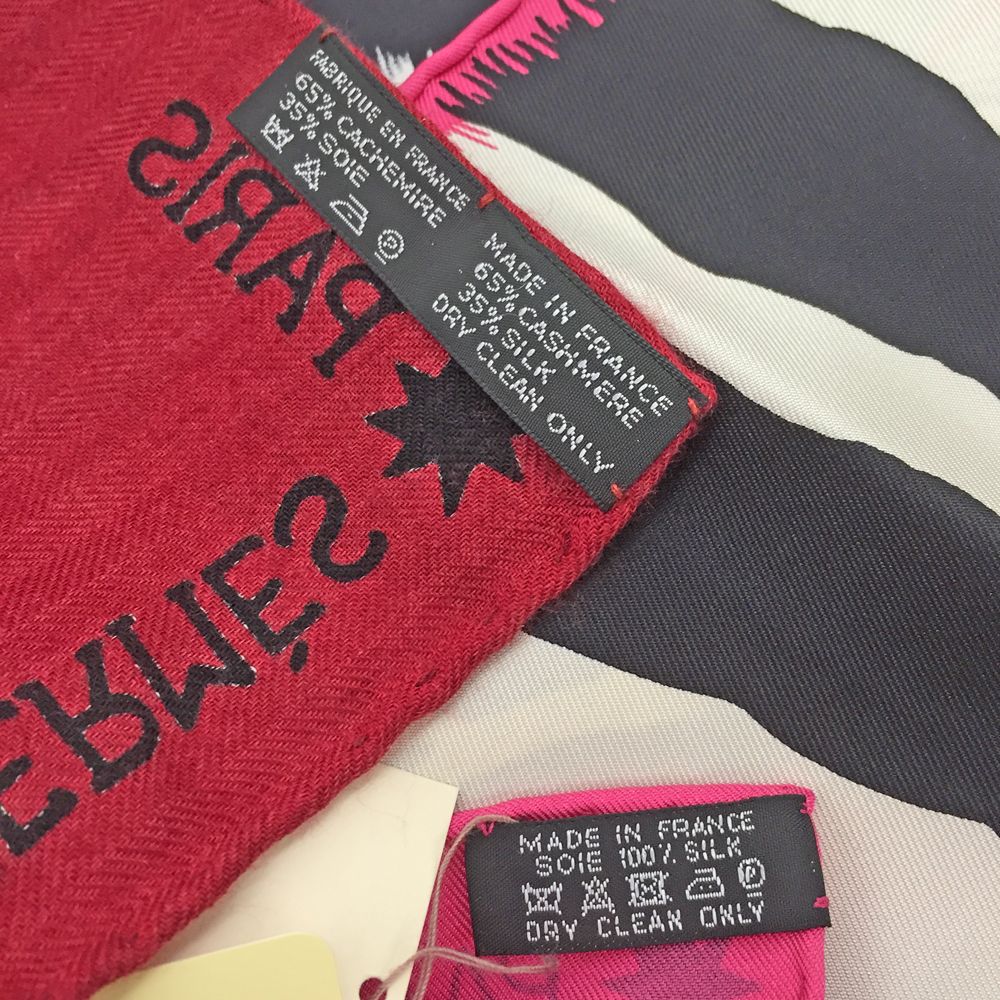 FABRIQUE EN FRANCE
65% CACHEMIRE
35% SOIE
MADE IN FRANCE
65% CASHMERE
35% SILK
DRY CLEAN ONLY
PARIS
ERMÈS
MADE IN FRANCE
SOIE 100% SILK
DRY CLEAN ONLY